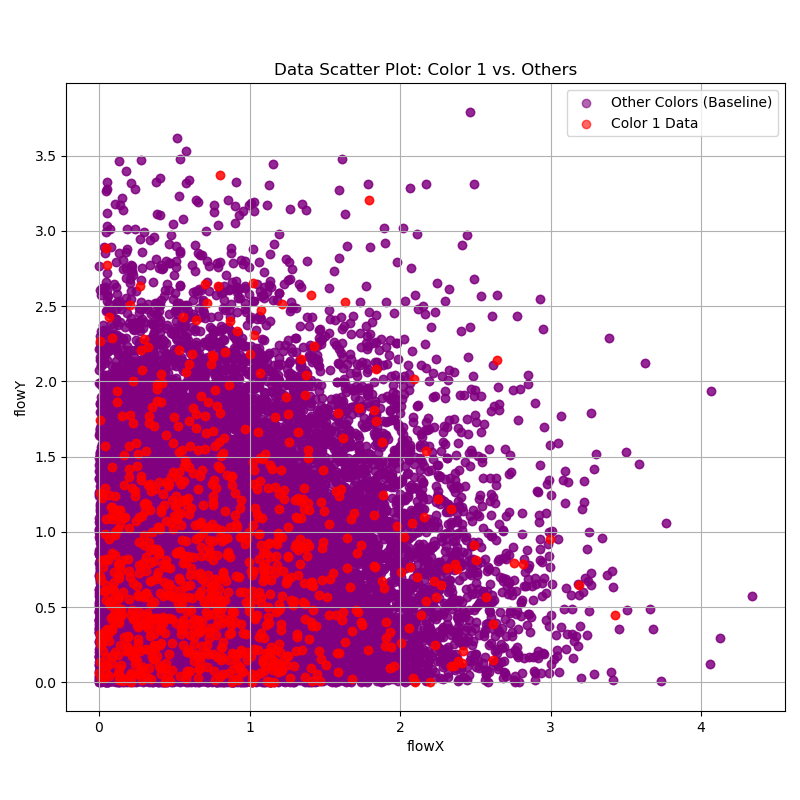 Data Scatter Plot: Color 1 vs. Others
Other Colors (Baseline)
Color 1 Data
flowY
3.5
3.0
2.5
2.0
1.5
1.0
0.5
0.0
0 1 2 3 4
flowX